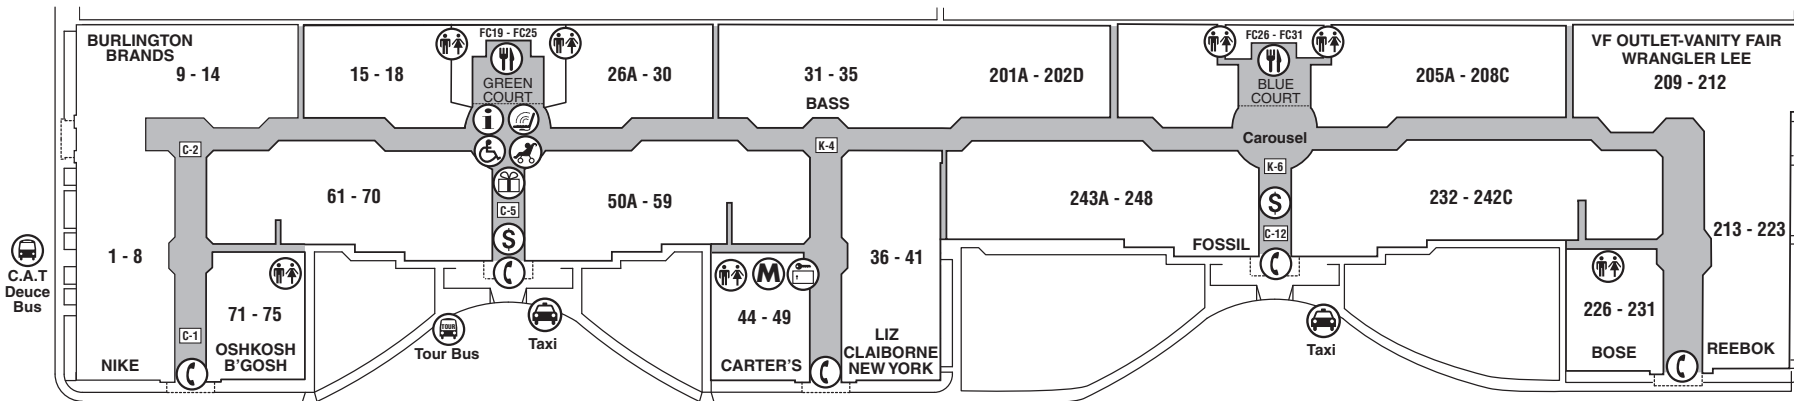 BURLINGTON
BRANDS
9 - 14
15 - 18
FC19 - FC25
GREEN
COURT
26A - 30
31 - 35
BASS
201A - 202D
FC26 - FC31
BLUE
COURT
205A - 208C
VF OUTLET-VANITY FAIR
WRANGLER LEE
209 - 212
i
C-2
K-4
Carousel
K-6
61 - 70
C-5
$
50A - 59
243A - 248
$
C-12
232 - 242C
213 - 223
C.A.T
Deuce
Bus
1 - 8
36 - 41
FOSSIL
M
71 - 75
C-1
TOUR
Tour Bus
Taxi
44 - 49
Taxi
226 - 231
NIKE
OSHKOSH
B'GOSH
CARTER'S
LIZ
CLAIBORNE
NEW YORK
BOSE
REEBOK